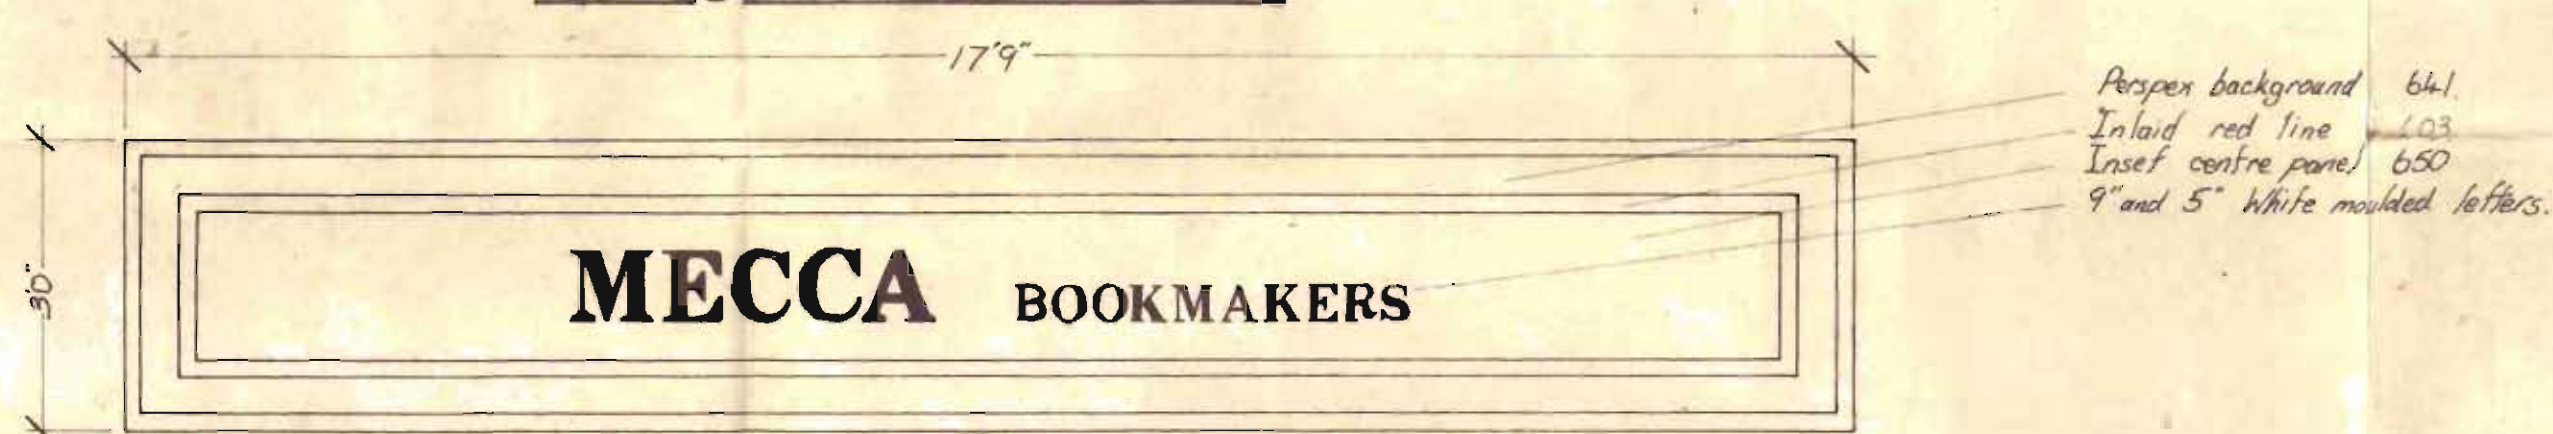 17'9"
Perspex background 641.
Inlaid red line 103
Inset centre panel 650
9" and 5" White moulded letters.
30"
MECCA BOOKMAKERS